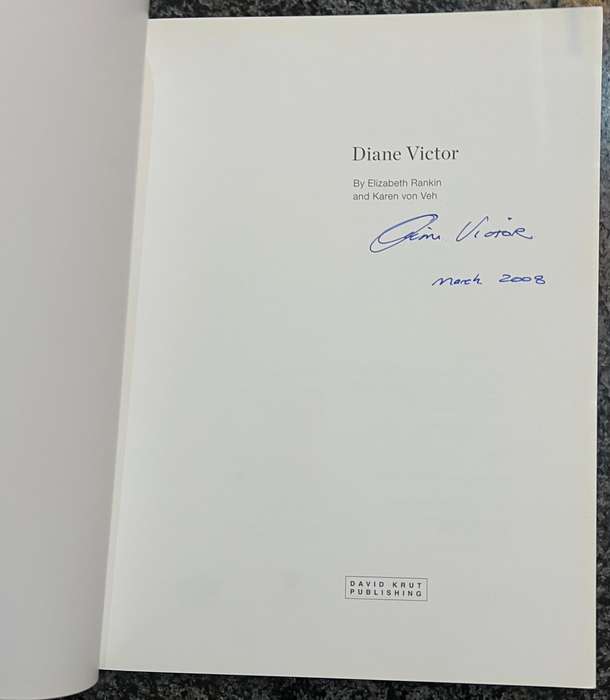 Diane Victor
By Elizabeth Rankin
and Karen von Veh
Diane Victor
March 2008
DAVID KRUT
PUBLISHING